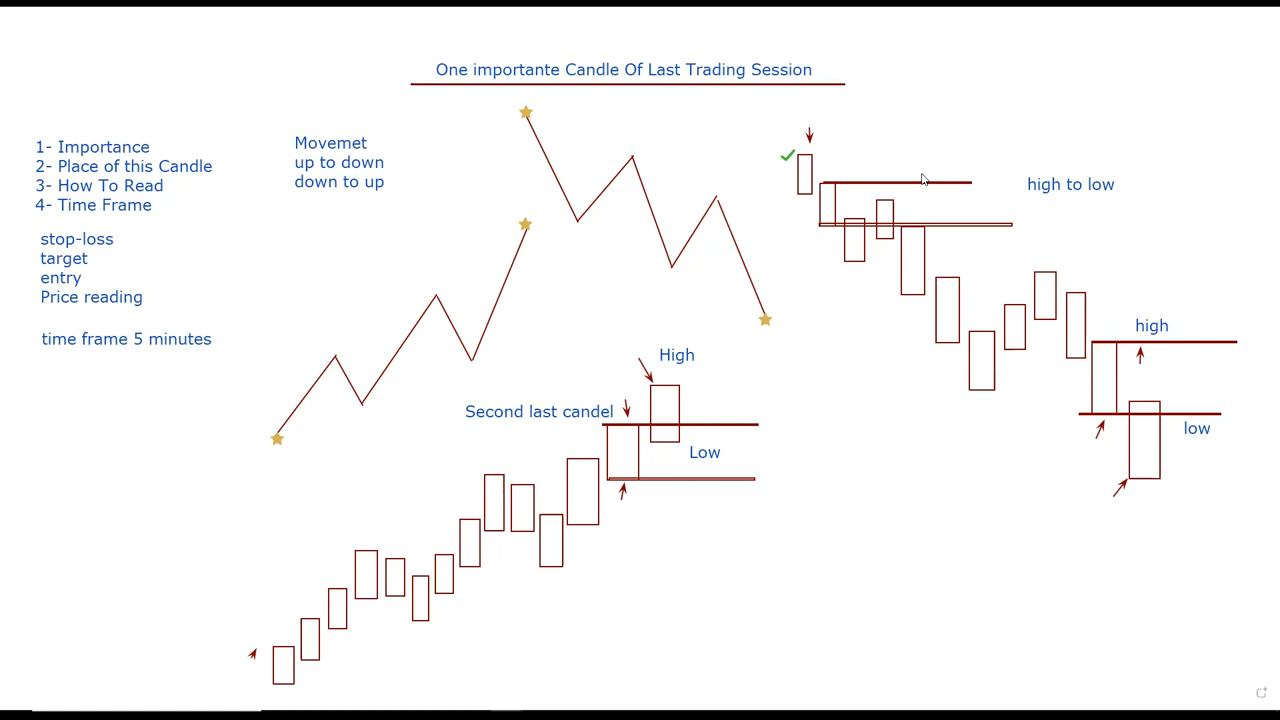 One importante Candle Of Last Trading Session
1- Importance
2- Place of this Candle
3- How To Read
4- Time Frame
stop-loss
target
entry
Price reading
time frame 5 minutes
Movemet
up to down
down to up
high to low
high
low
High
Second last candel
Low